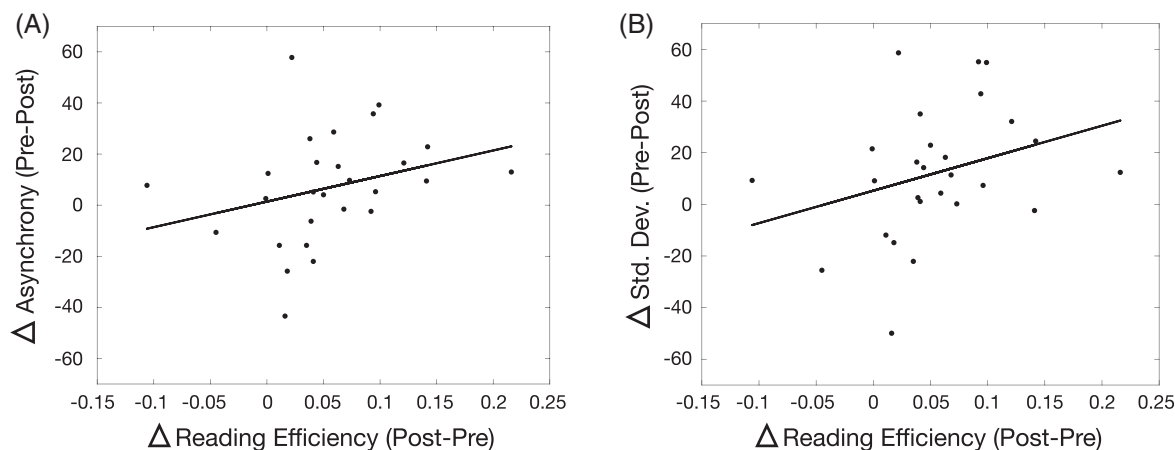 (A)
△ Asynchrony (Pre-Post)
60
40
20
0
-20
-40
-60
-0.15 -0.1 -0.05 0 0.05 0.1 0.15 0.2 0.25
△ Reading Efficiency (Post-Pre)
(B)
△ Std. Dev. (Pre-Post)
60
40
20
0
-20
-40
-60
-0.15 -0.1 -0.05 0 0.05 0.1 0.15 0.2 0.25
△ Reading Efficiency (Post-Pre)